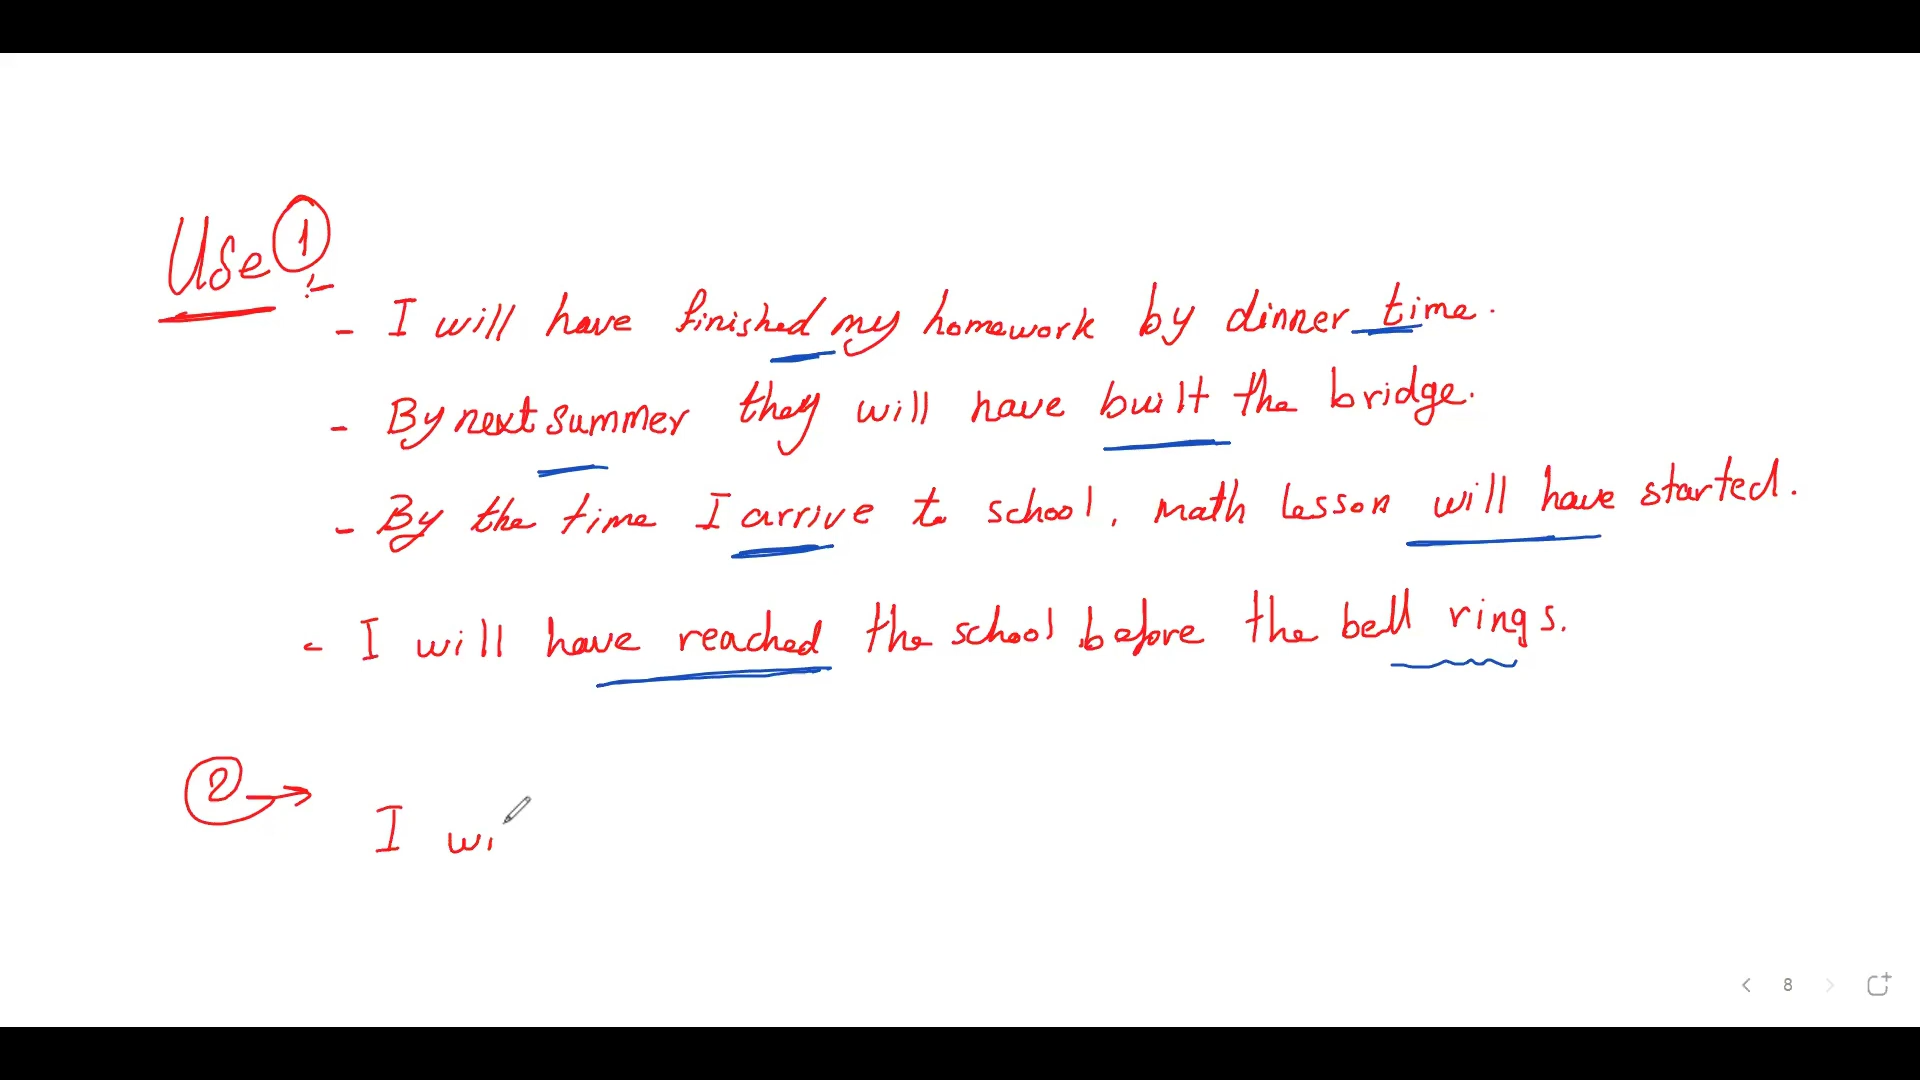 Use 1 :-
- I will have finished my homework by dinner time.
- By next summer they will have built the bridge.
- By the time I arrive to school, math lesson will have started.
- I will have reached the school before the bell rings.
2 →
I wi
< 8 >